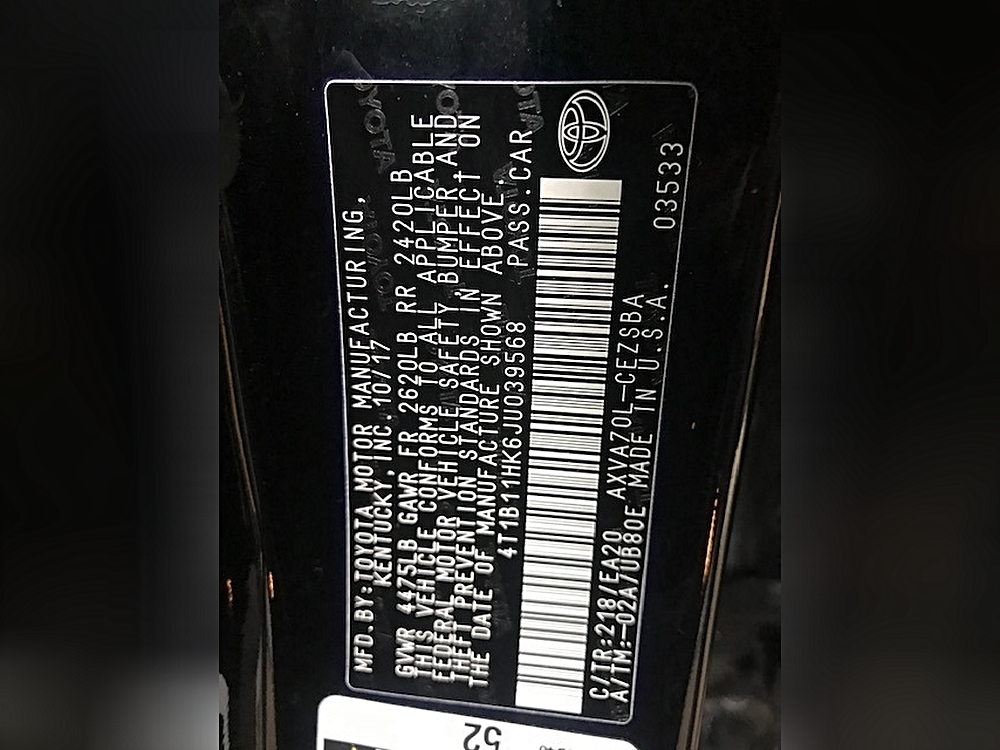 MFD.BY:TOYOTA MOTOR MANUFACTURING,
KENTUCKY,INC. 10/17
GVWR 4475LB GAWR FR 2620LB RR 2420LB
THIS VEHICLE CONFORMS TO ALL APPLICABLE
FEDERAL MOTOR VEHICLE SAFETY, BUMPER, AND
THEFT PREVENTION STANDARDS IN EFFECT ON
THE DATE OF MANUFACTURE SHOWN ABOVE.
4T1B11HK6JU039568 PASS.CAR
C/TR:218/EA20 AXVA70L-CEZSBA 03533
A/TM:-02A/UB80E MADE IN U.S.A.
52